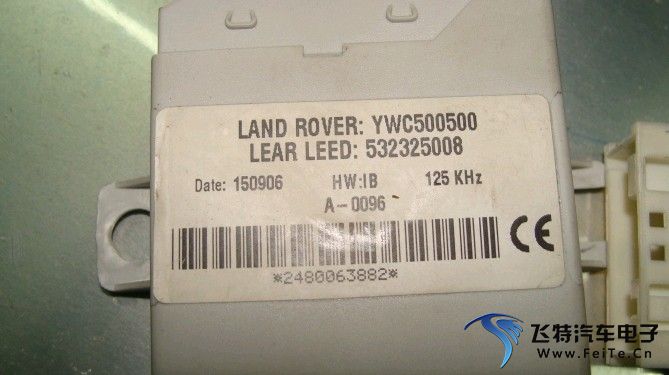 LAND ROVER: YWC500500
LEAR LEED: 532325008
Date: 150906 HW:IB 125 KHz
A-0096
CE
*2480063882*
飞特汽车电子
Www.FeiTe.Cn